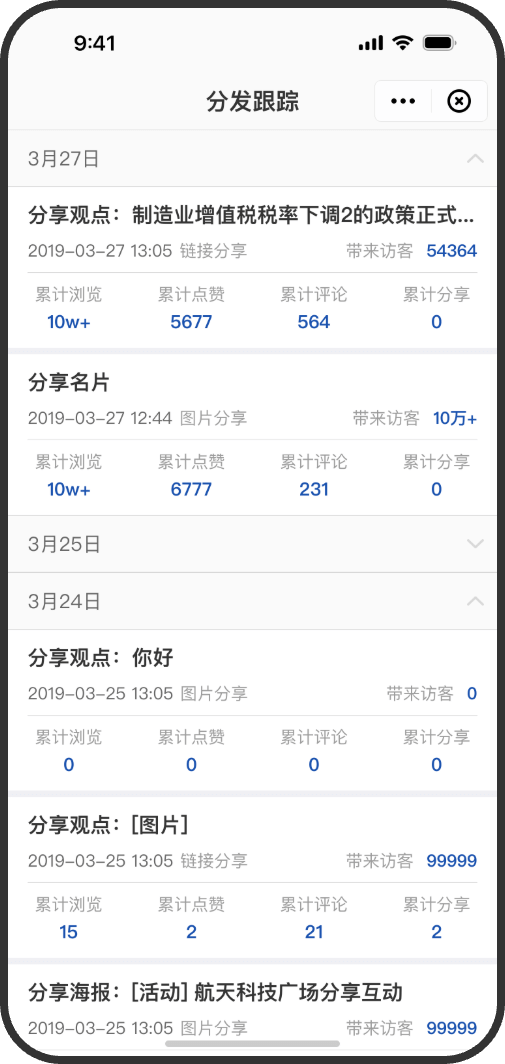 9:41
分发跟踪
3月27日
分享观点：制造业增值税税率下调2的政策正式...
2019-03-27 13:05 链接分享 带来访客 54364
累计浏览 累计点赞 累计评论 累计分享
10w+ 5677 564 0
分享名片
2019-03-27 12:44 图片分享 带来访客 10万+
累计浏览 累计点赞 累计评论 累计分享
10w+ 6777 231 0
3月25日
3月24日
分享观点：你好
2019-03-25 13:05 图片分享 带来访客 0
累计浏览 累计点赞 累计评论 累计分享
0 0 0 0
分享观点：[图片]
2019-03-25 13:05 链接分享 带来访客 99999
累计浏览 累计点赞 累计评论 累计分享
15 2 21 2
分享海报：[活动] 航天科技广场分享互动
2019-03-25 13:05 图片分享 带来访客 99999